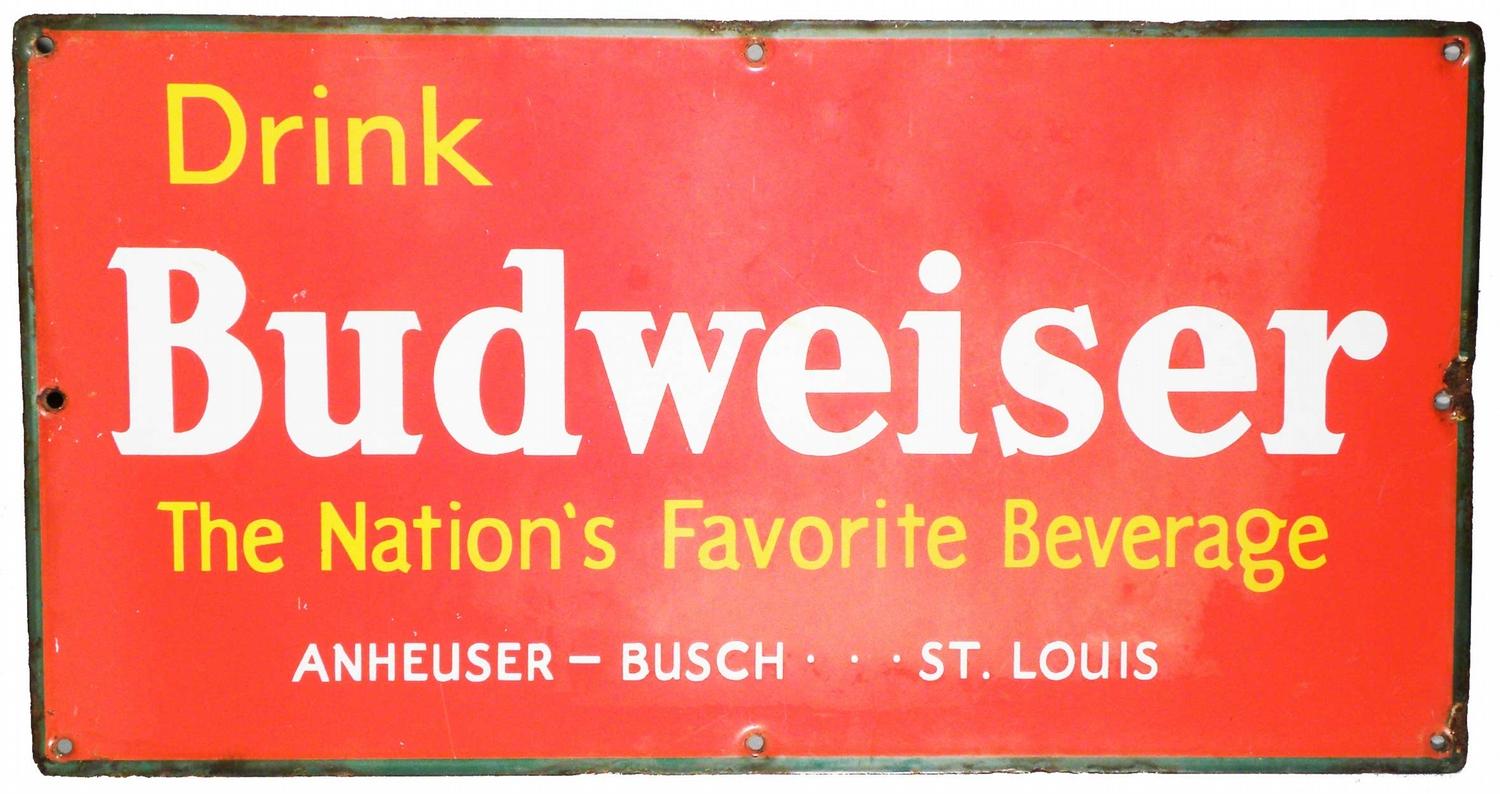 Drink
Budweiser
The Nation's Favorite Beverage
ANHEUSER – BUSCH · · · ST. LOUIS